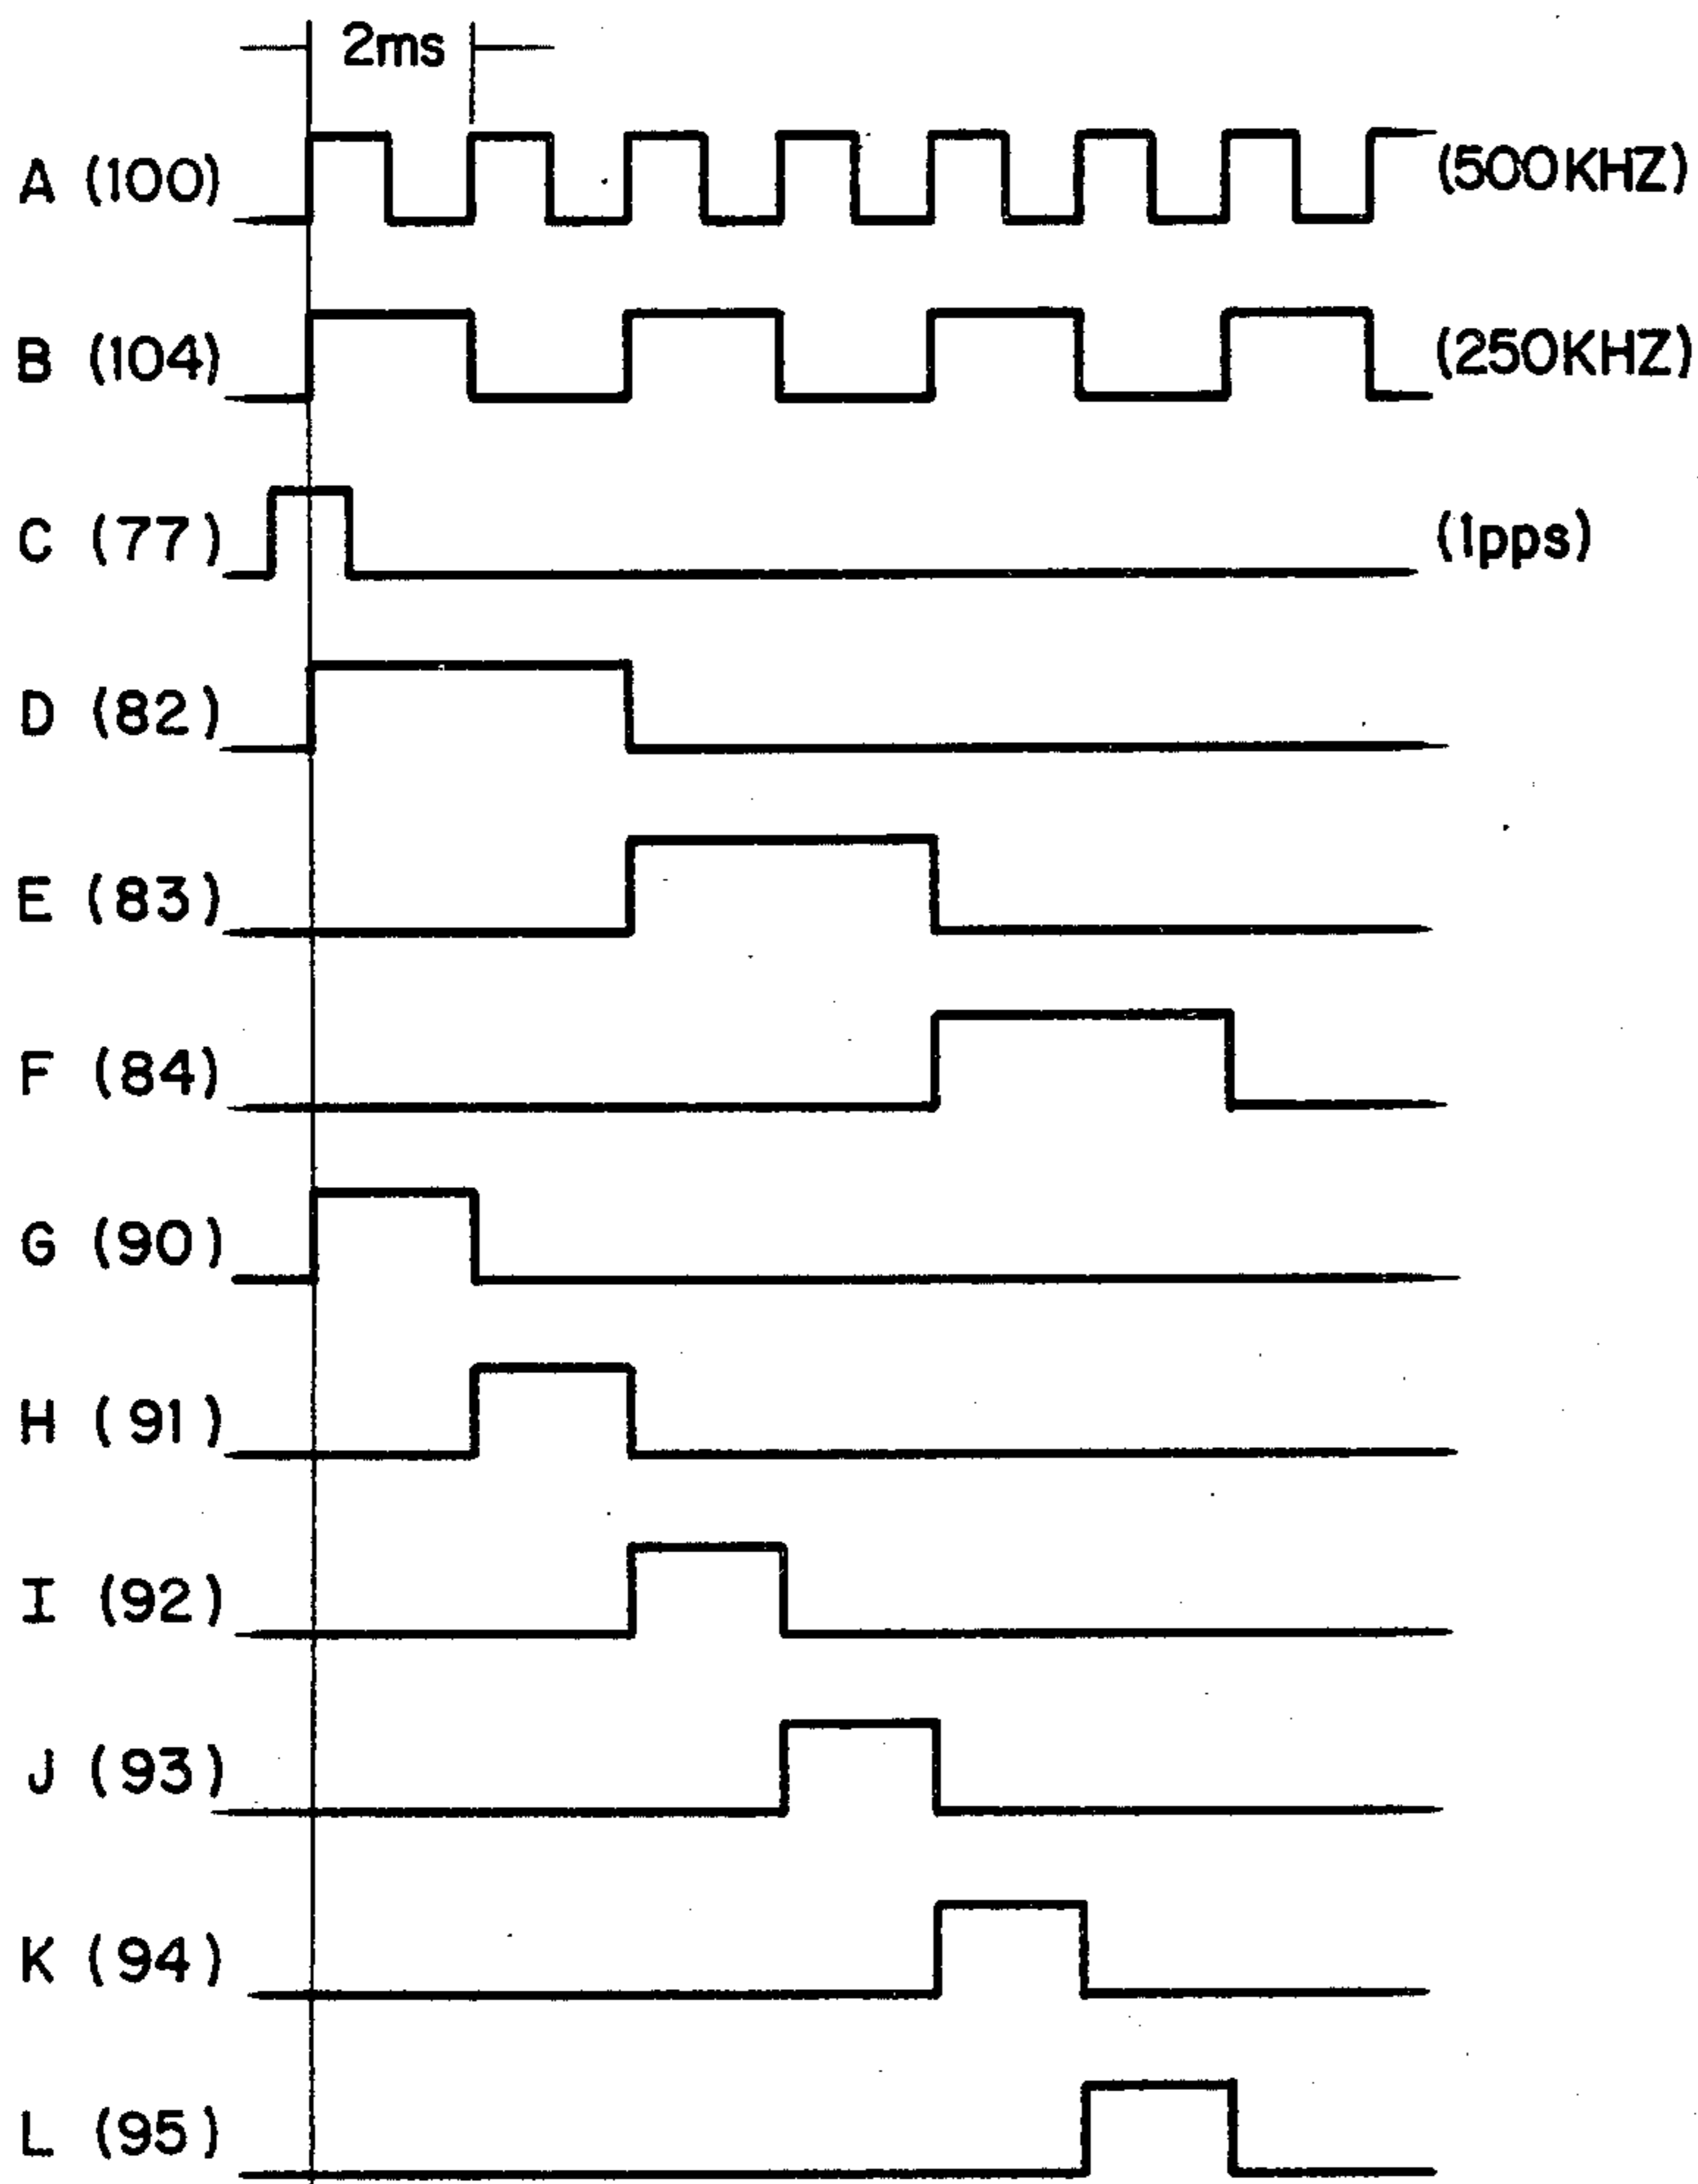 2ms
A (100) (500KHZ)
B (104) (250KHZ)
C (77) (1pps)
D (82)
E (83)
F (84)
G (90)
H (91)
I (92)
J (93)
K (94)
L (95)